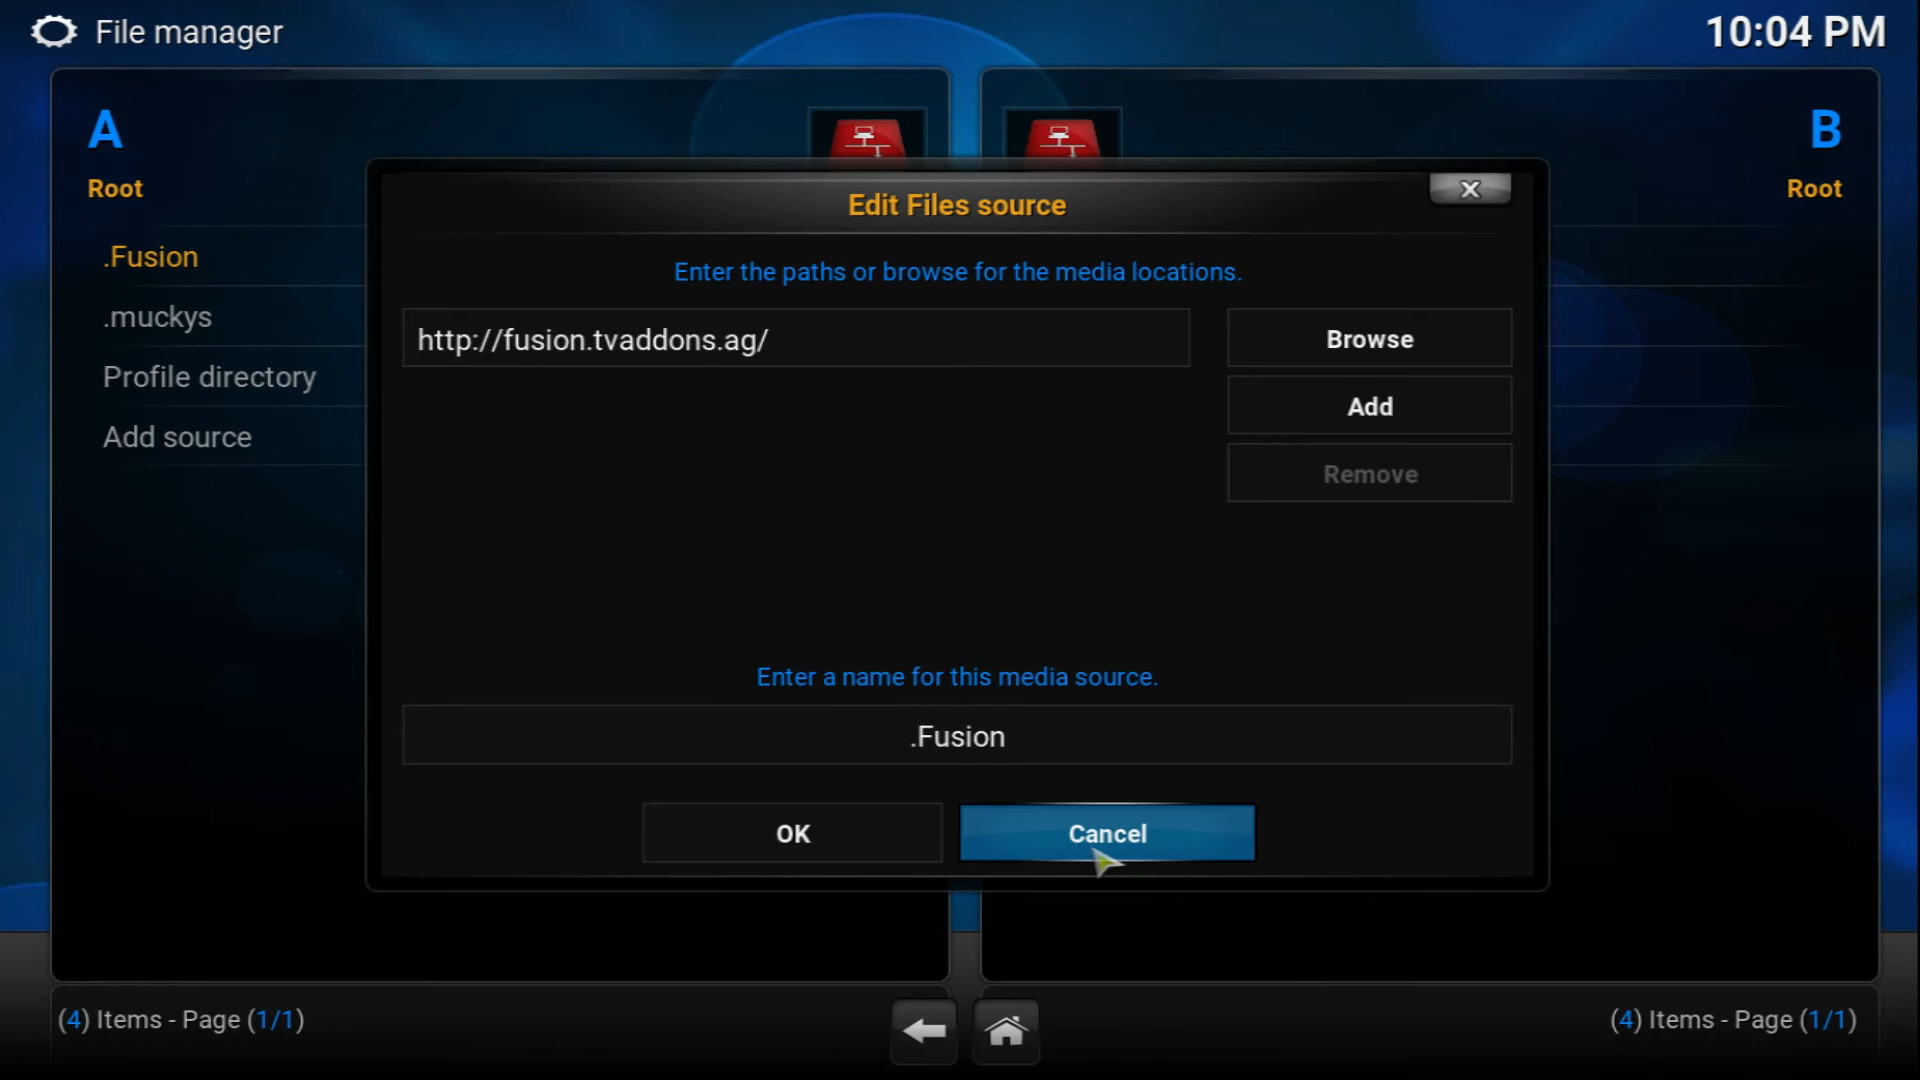 File manager
10:04 PM
A
B
Root
Root
.Fusion
.muckys
Profile directory
Add source
Edit Files source
Enter the paths or browse for the media locations.
http://fusion.tvaddons.ag/
Browse
Add
Remove
Enter a name for this media source.
.Fusion
OK
Cancel
(4) Items - Page (1/1)
(4) Items - Page (1/1)